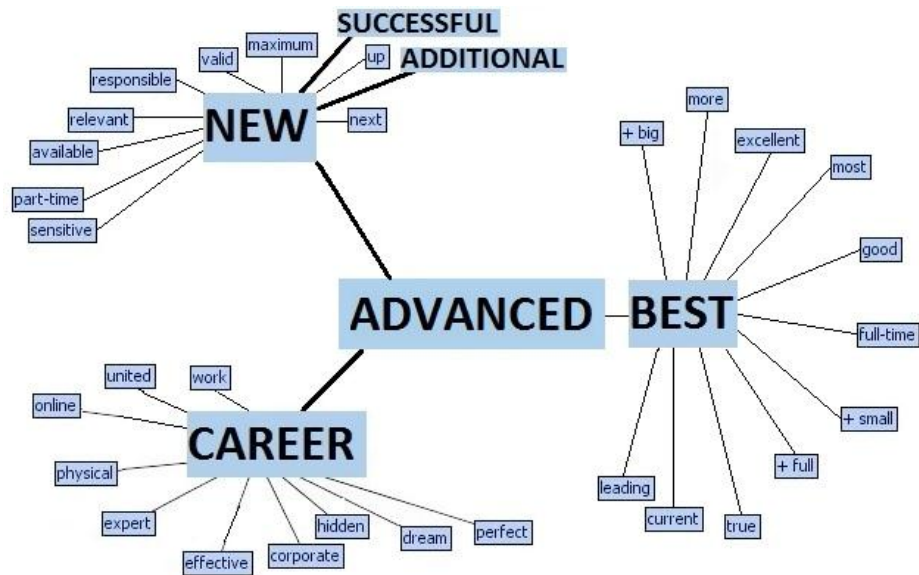 SUCCESSFUL
maximum
up
ADDITIONAL
valid
responsible
NEW
relevant
next
available
part-time
sensitive
more
+ big
excellent
most
good
ADVANCED
BEST
full-time
+ small
+ full
leading
current
true
united
work
online
CAREER
physical
expert
hidden
dream
perfect
effective
corporate